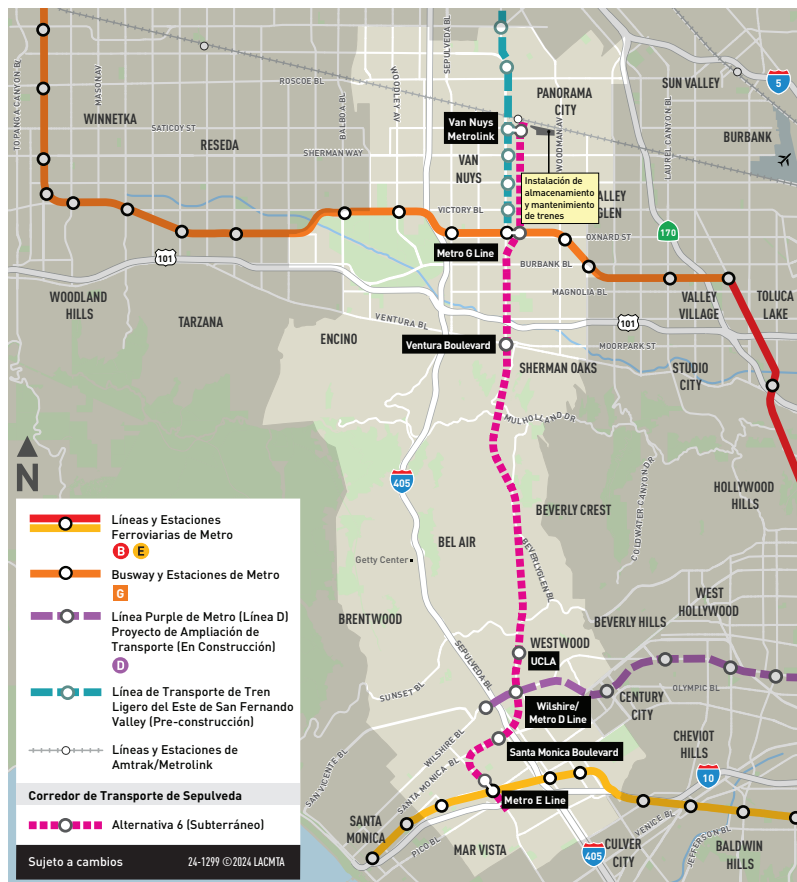 SEPULVEDA BL
TOPANGA CANYON BL
MASON AV
ROSCOE BL
WOODLEY AV
BALBOA BL
PANORAMA
CITY
SUN VALLEY
5
WINNETKA
SATICOY ST
RESEDA
SHERMAN WAY
Van Nuys
Metrolink
WOODMAN AV
LAUREL CANYON BL
BURBANK
VAN
NUYS
Instalación de
almacenamiento
y mantenimiento
de trenes
ALLEY
GLEN
VICTORY BL
170
OXNARD ST
101
Metro G Line
BURBANK BL
MAGNOLIA BL
WOODLAND
HILLS
TARZANA
VENTURA BL
101
VALLEY
VILLAGE
TOLUCA
LAKE
ENCINO
Ventura Boulevard
MOORPARK ST
SHERMAN OAKS
STUDIO
CITY
MULHOLLAND DR
N
405
COLDWATER CANYON DR
HOLLYWOOD
HILLS
BEVERLY CREST
BEL AIR
BEVERLY GLEN BL
Getty Center
BRENTWOOD
WEST
HOLLYWOOD
BEVERLY HILLS
WESTWOOD
UCLA
SEPULVEDA BL
SUNSET BL
OLYMPIC BL
Wilshire/
Metro D Line
CENTURY
CITY
WILSHIRE BL
Santa Monica Boulevard
CHEVIOT
HILLS
SAN VICENTE BL
SANTA MONICA BL
10
Metro E Line
SANTA
MONICA
PICO BL
MAR VISTA
405
CULVER
CITY
VENICE BL
JEFFERSON BL
BALDWIN
HILLS
Líneas y Estaciones
Ferroviarias de Metro
B E
Busway y Estaciones de Metro
G
Línea Purple de Metro (Línea D)
Proyecto de Ampliación de
Transporte (En Construcción)
D
Línea de Transporte de Tren
Ligero del Este de San Fernando
Valley (Pre-construcción)
Líneas y Estaciones de
Amtrak/Metrolink
Corredor de Transporte de Sepulveda
Alternativa 6 (Subterráneo)
Sujeto a cambios 24-1299 ©2024 LACMTA